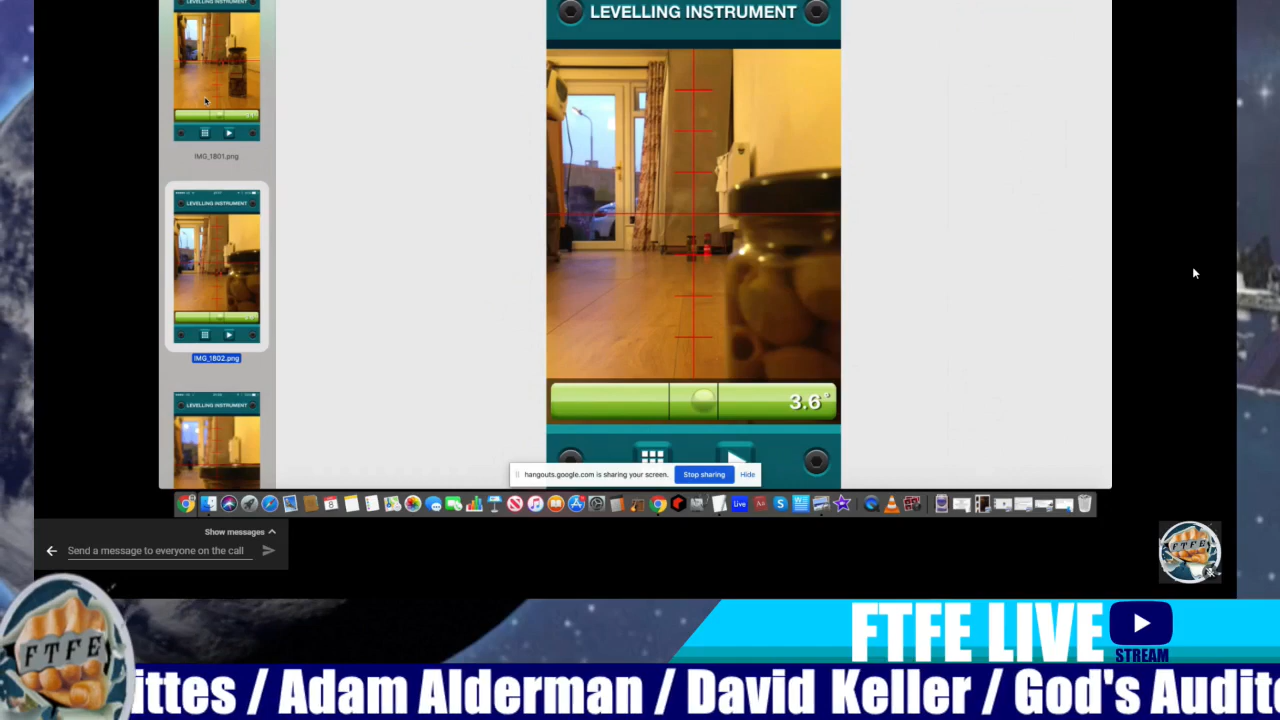 LEVELLING INSTRUMENT
IMG_1801.png
LEVELLING INSTRUMENT
IMG_1802.png
LEVELLING INSTRUMENT
LEVELLING INSTRUMENT
3.6°
hangouts.google.com is sharing your screen.
Stop sharing
Hide
Live
Show messages
Send a message to everyone on the call
FTFE
FTFE LIVE
STREAM
FTFE
ittes / Adam Alderman / David Keller / God's Audito